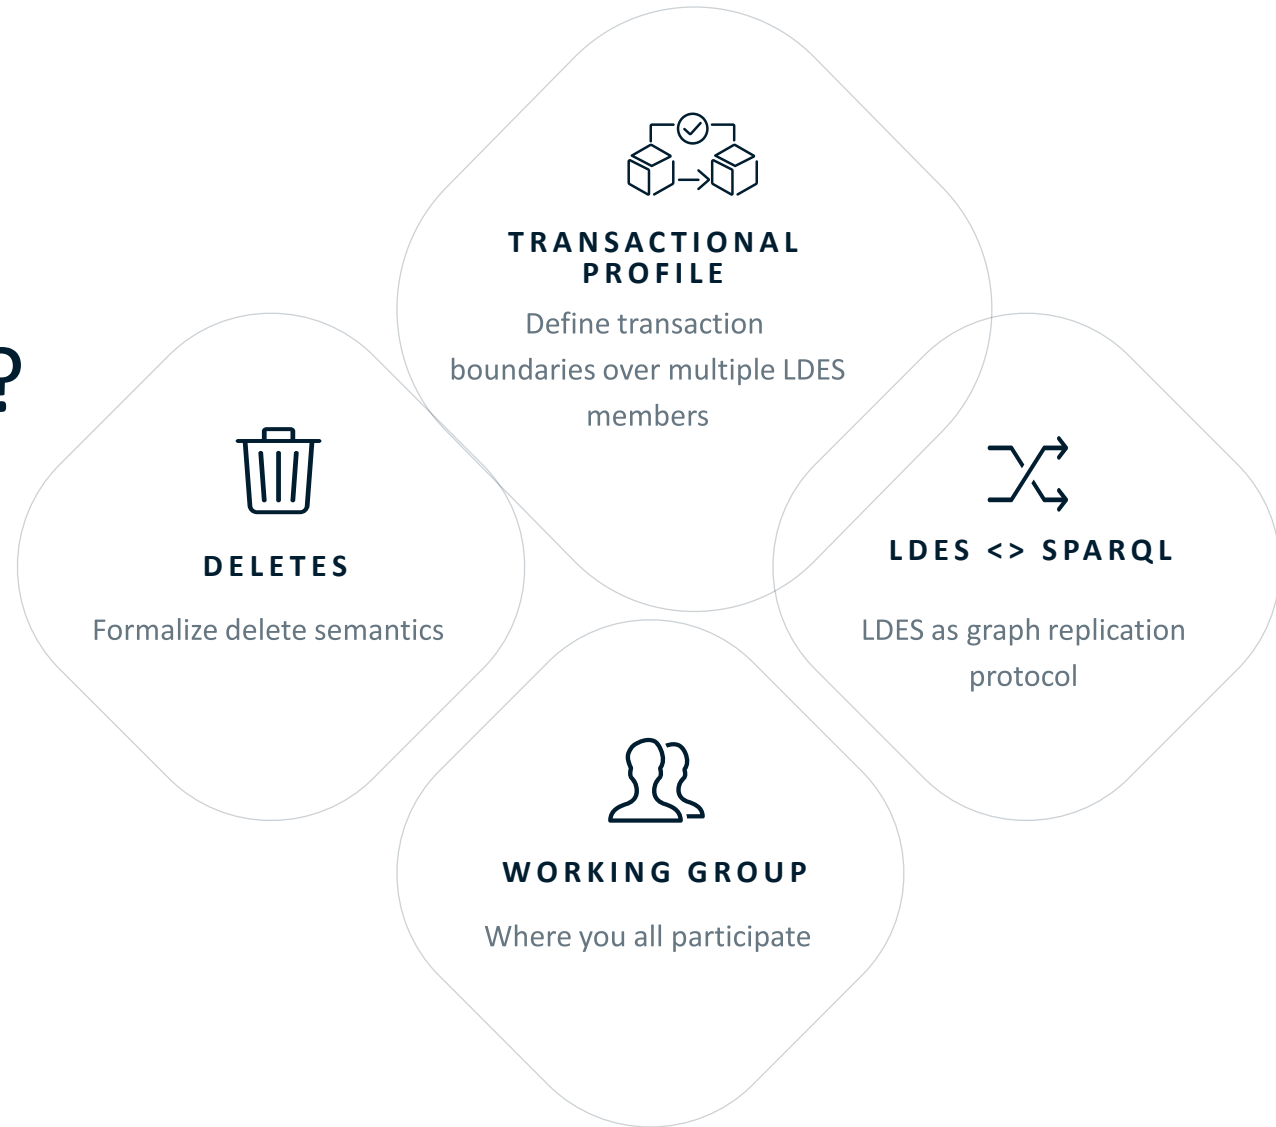 TRANSACTIONAL
PROFILE
Define transaction
boundaries over multiple LDES
members
?
DELETES
Formalize delete semantics
LDES <> SPARQL
LDES as graph replication
protocol
WORKING GROUP
Where you all participate